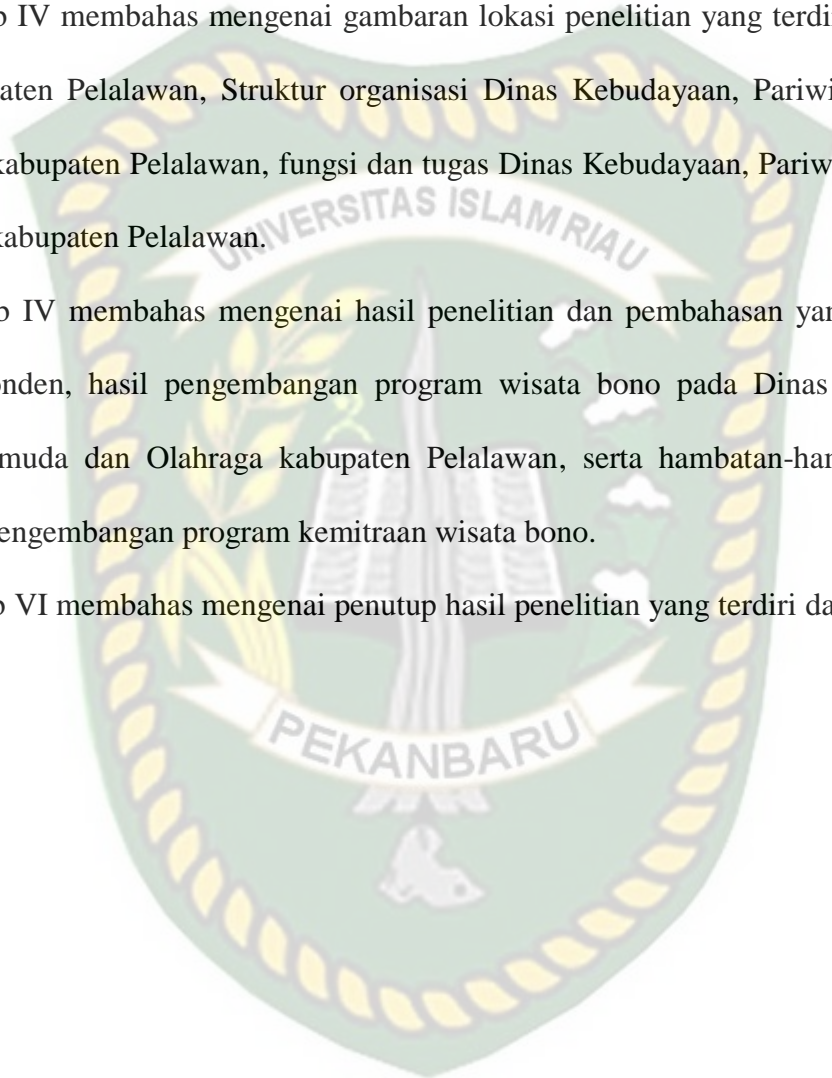 b IV membahas mengenai gambaran lokasi penelitian yang terdir
aten Pelalawan, Struktur organisasi Dinas Kebudayaan, Pariwi
kabupaten Pelalawan, fungsi dan tugas Dinas Kebudayaan, Pariw
kabupaten Pelalawan.
UNIVERSITAS ISLAM RIAU
b IV membahas mengenai hasil penelitian dan pembahasan yan
onden, hasil pengembangan program wisata bono pada Dinas
muda dan Olahraga kabupaten Pelalawan, serta hambatan-ham
engembangan program kemitraan wisata bono.
b VI membahas mengenai penutup hasil penelitian yang terdiri da
PEKANBARU